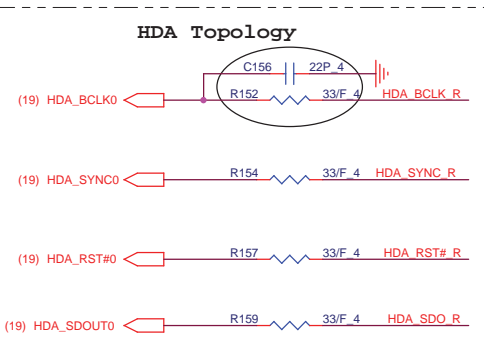 HDA Topology
C156 22P_4
(19) HDA_BCLK0 R152 33/F_4 HDA_BCLK_R
(19) HDA_SYNC0 R154 33/F_4 HDA_SYNC_R
(19) HDA_RST#0 R157 33/F_4 HDA_RST#_R
(19) HDA_SDOUT0 R159 33/F_4 HDA_SDO_R